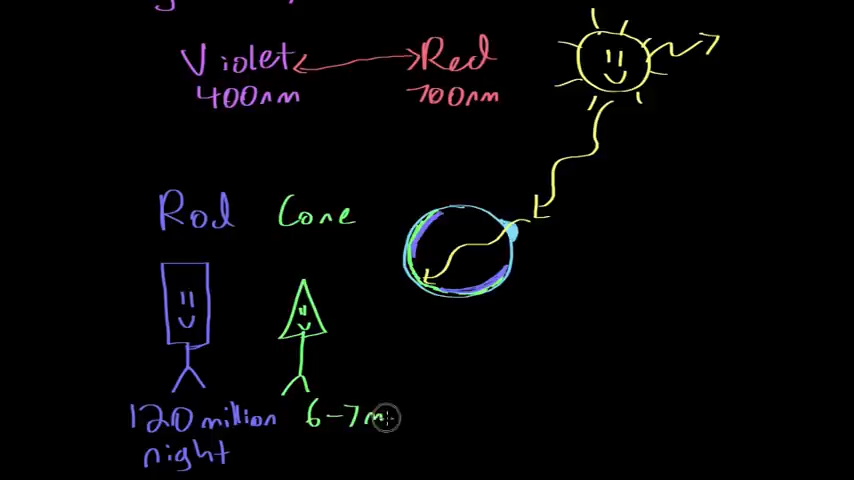 Violet Red
400nm 700nm
Rod Cone
120 million 6-7 m
night